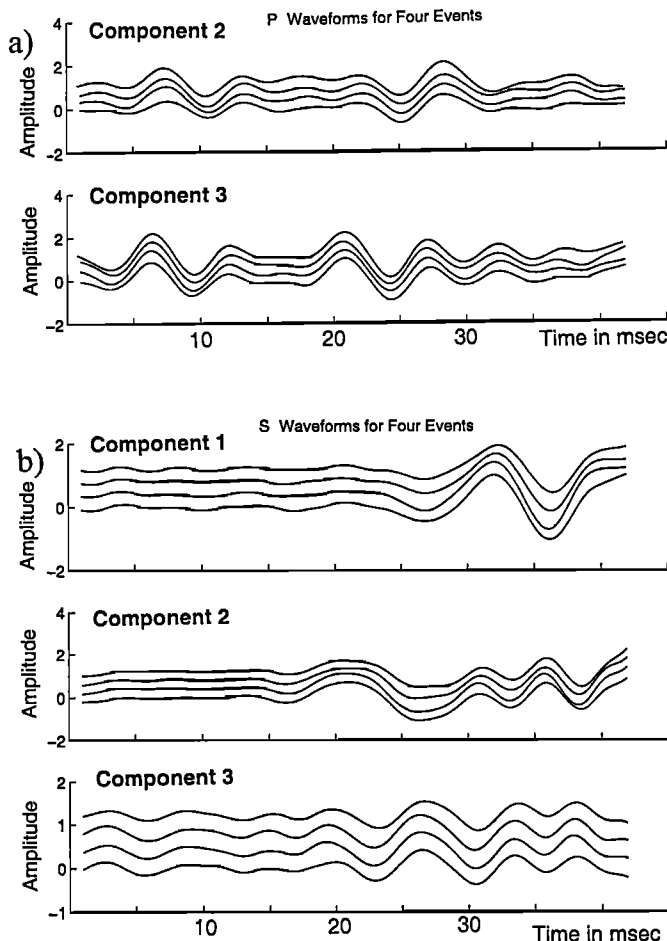 a)
P Waveforms for Four Events
Component 2
4
2
0
−2
Amplitude
Component 3
4
2
0
−2
Amplitude
10 20 30 Time in msec
b)
S Waveforms for Four Events
Component 1
2
0
−2
Amplitude
Component 2
4
2
0
−2
Amplitude
Component 3
2
1
0
−1
Amplitude
10 20 30 Time in msec